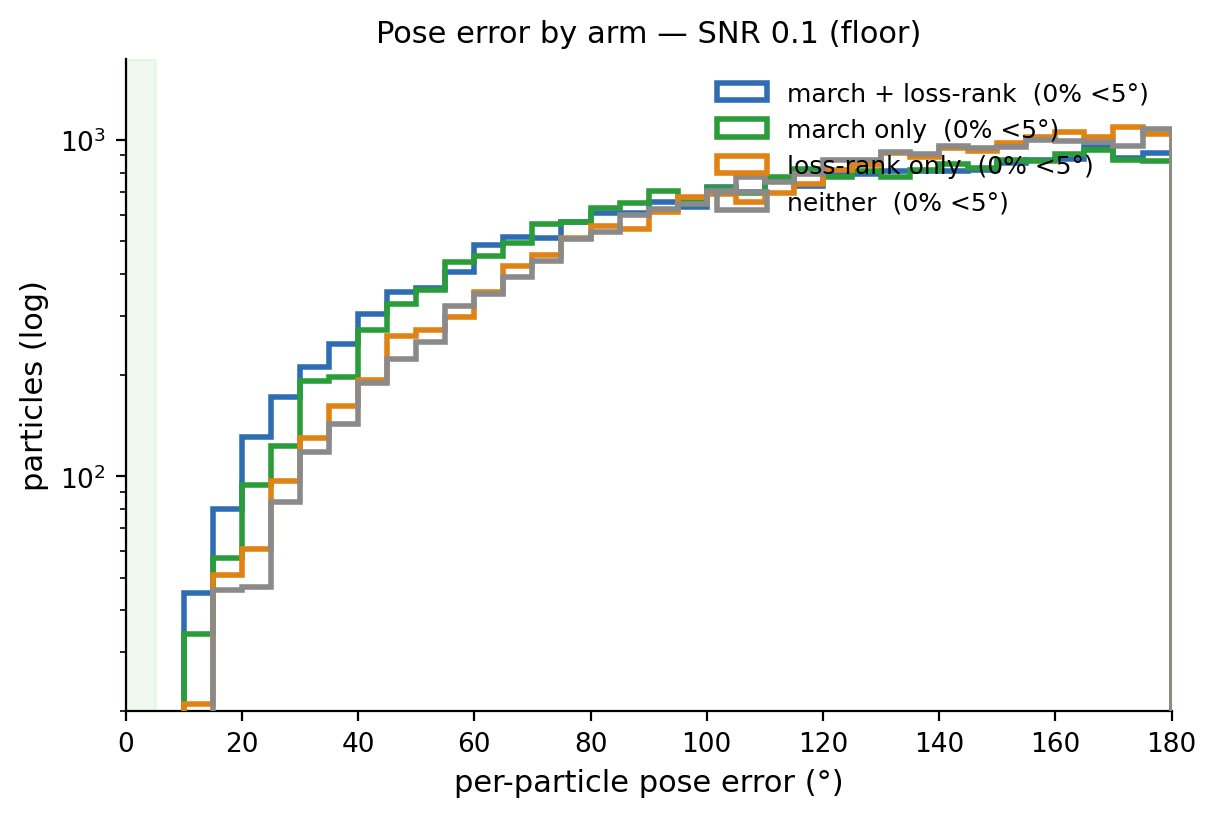 Pose error by arm — SNR 0.1 (floor)
march + loss-rank (0% <5°)
march only (0% <5°)
loss-rank only (0% <5°)
neither (0% <5°)
particles (log)
10³
10²
0 20 40 60 80 100 120 140 160 180
per-particle pose error (°)